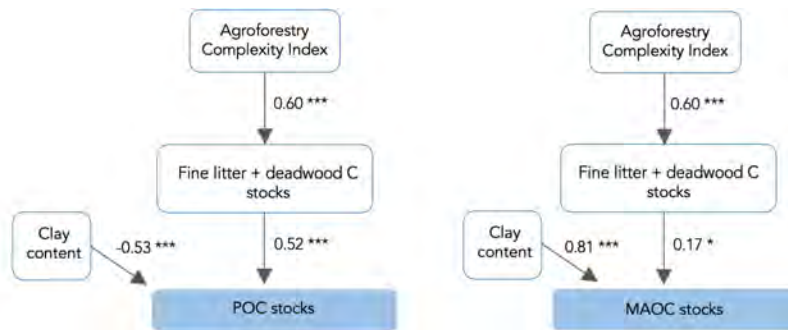 Agroforestry
Complexity Index
0.60 ***
Fine litter + deadwood C
stocks
Clay
content
-0.53 ***
0.52 ***
POC stocks
Agroforestry
Complexity Index
0.60 ***
Fine litter + deadwood C
stocks
Clay
content
0.81 ***
0.17 *
MAOC stocks